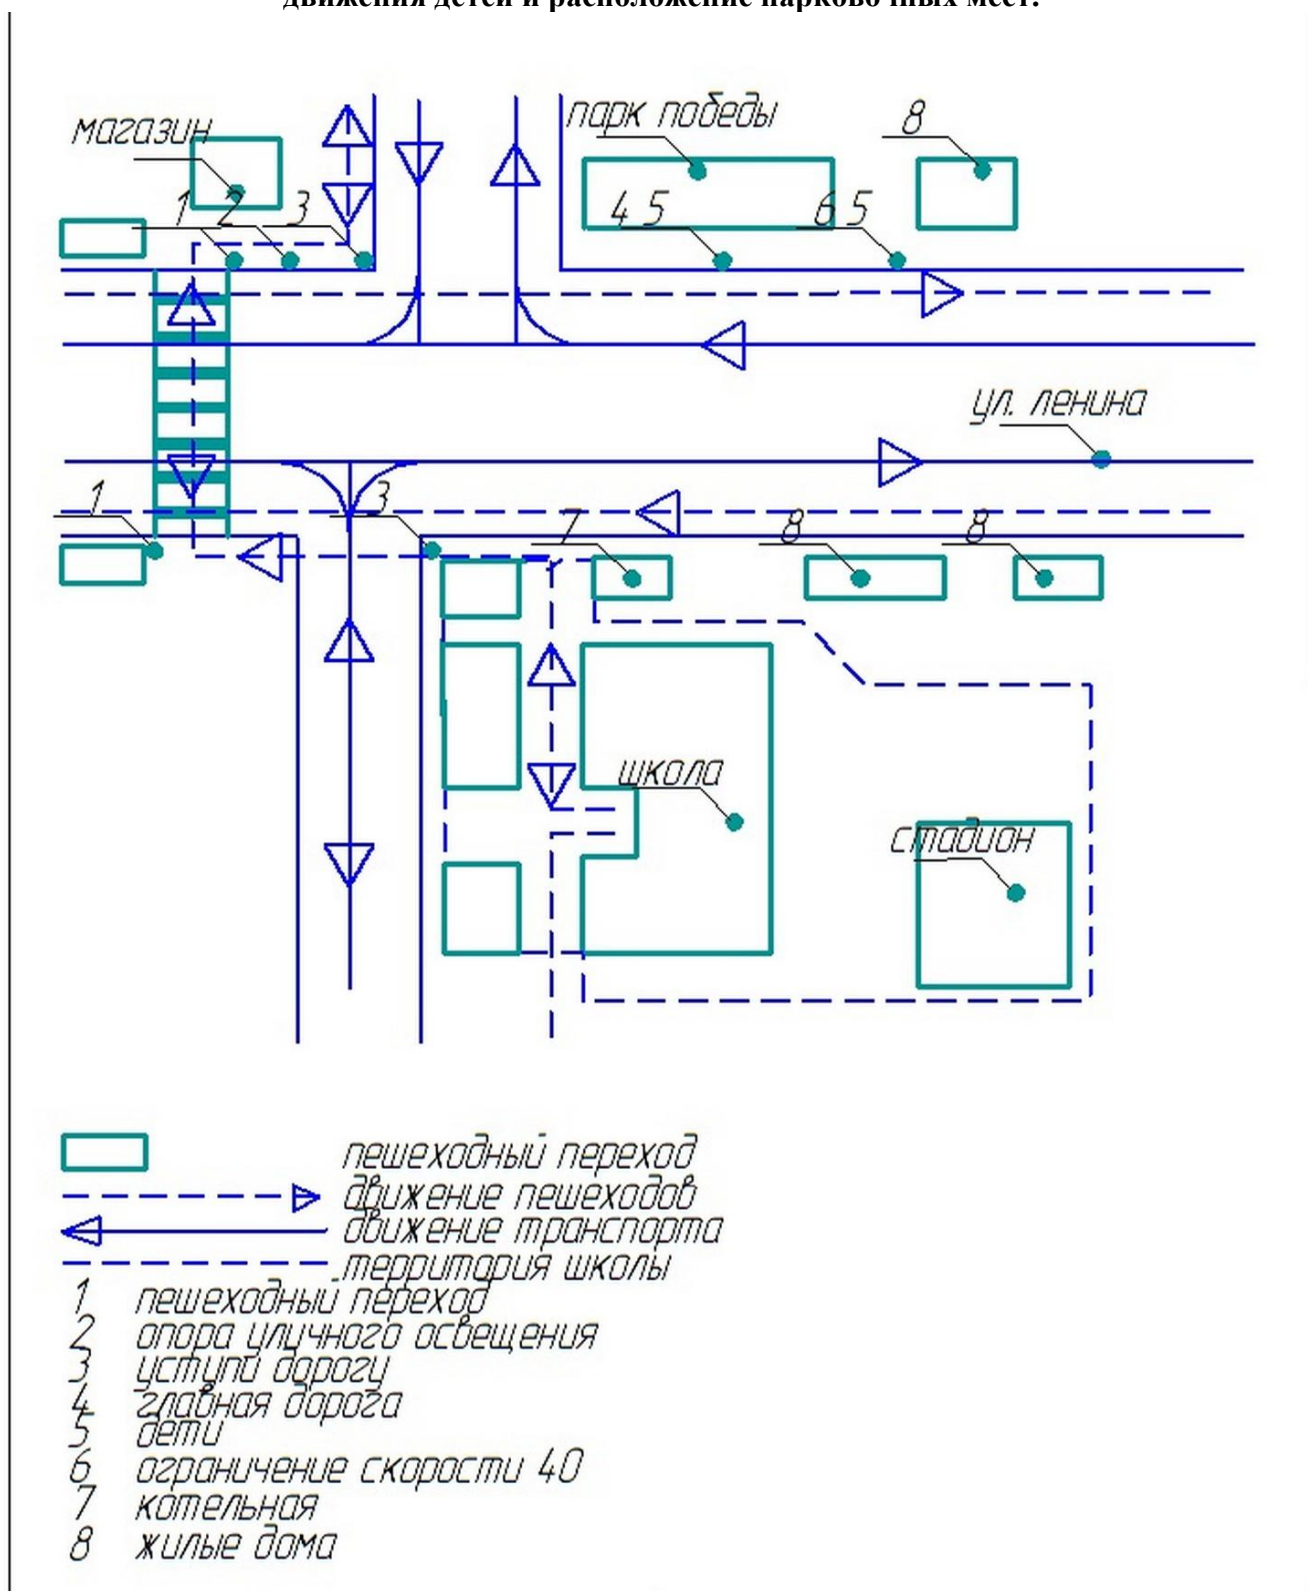 движения детей и расположение парковочных мест.
магазин
парк победы
8
1 2 3
4 5
6 5
ул. ленина
1
3
7
8
8
школа
стадион
пешеходный переход
движение пешеходов
движение транспорта
территория школы
1 пешеходный переход
2 опора уличного освещения
3 уступи дорогу
4 главная дорога
5 дети
6 ограничение скорости 40
7 котельная
8 жилые дома